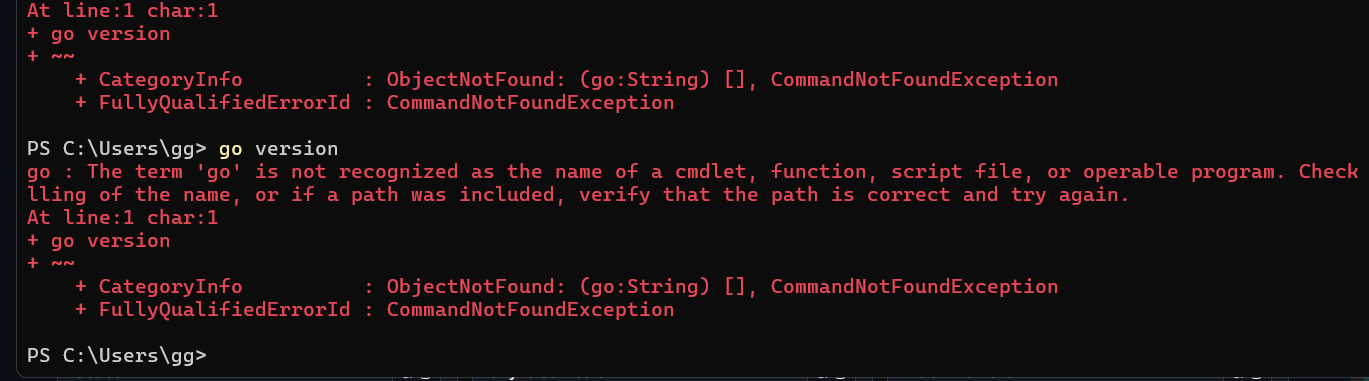 At line:1 char:1
+ go version
+ ~~
    + CategoryInfo          : ObjectNotFound: (go:String) [], CommandNotFoundException
    + FullyQualifiedErrorId : CommandNotFoundException

PS C:\Users\gg> go version
go : The term 'go' is not recognized as the name of a cmdlet, function, script file, or operable program. Check
lling of the name, or if a path was included, verify that the path is correct and try again.
At line:1 char:1
+ go version
+ ~~
    + CategoryInfo          : ObjectNotFound: (go:String) [], CommandNotFoundException
    + FullyQualifiedErrorId : CommandNotFoundException

PS C:\Users\gg>